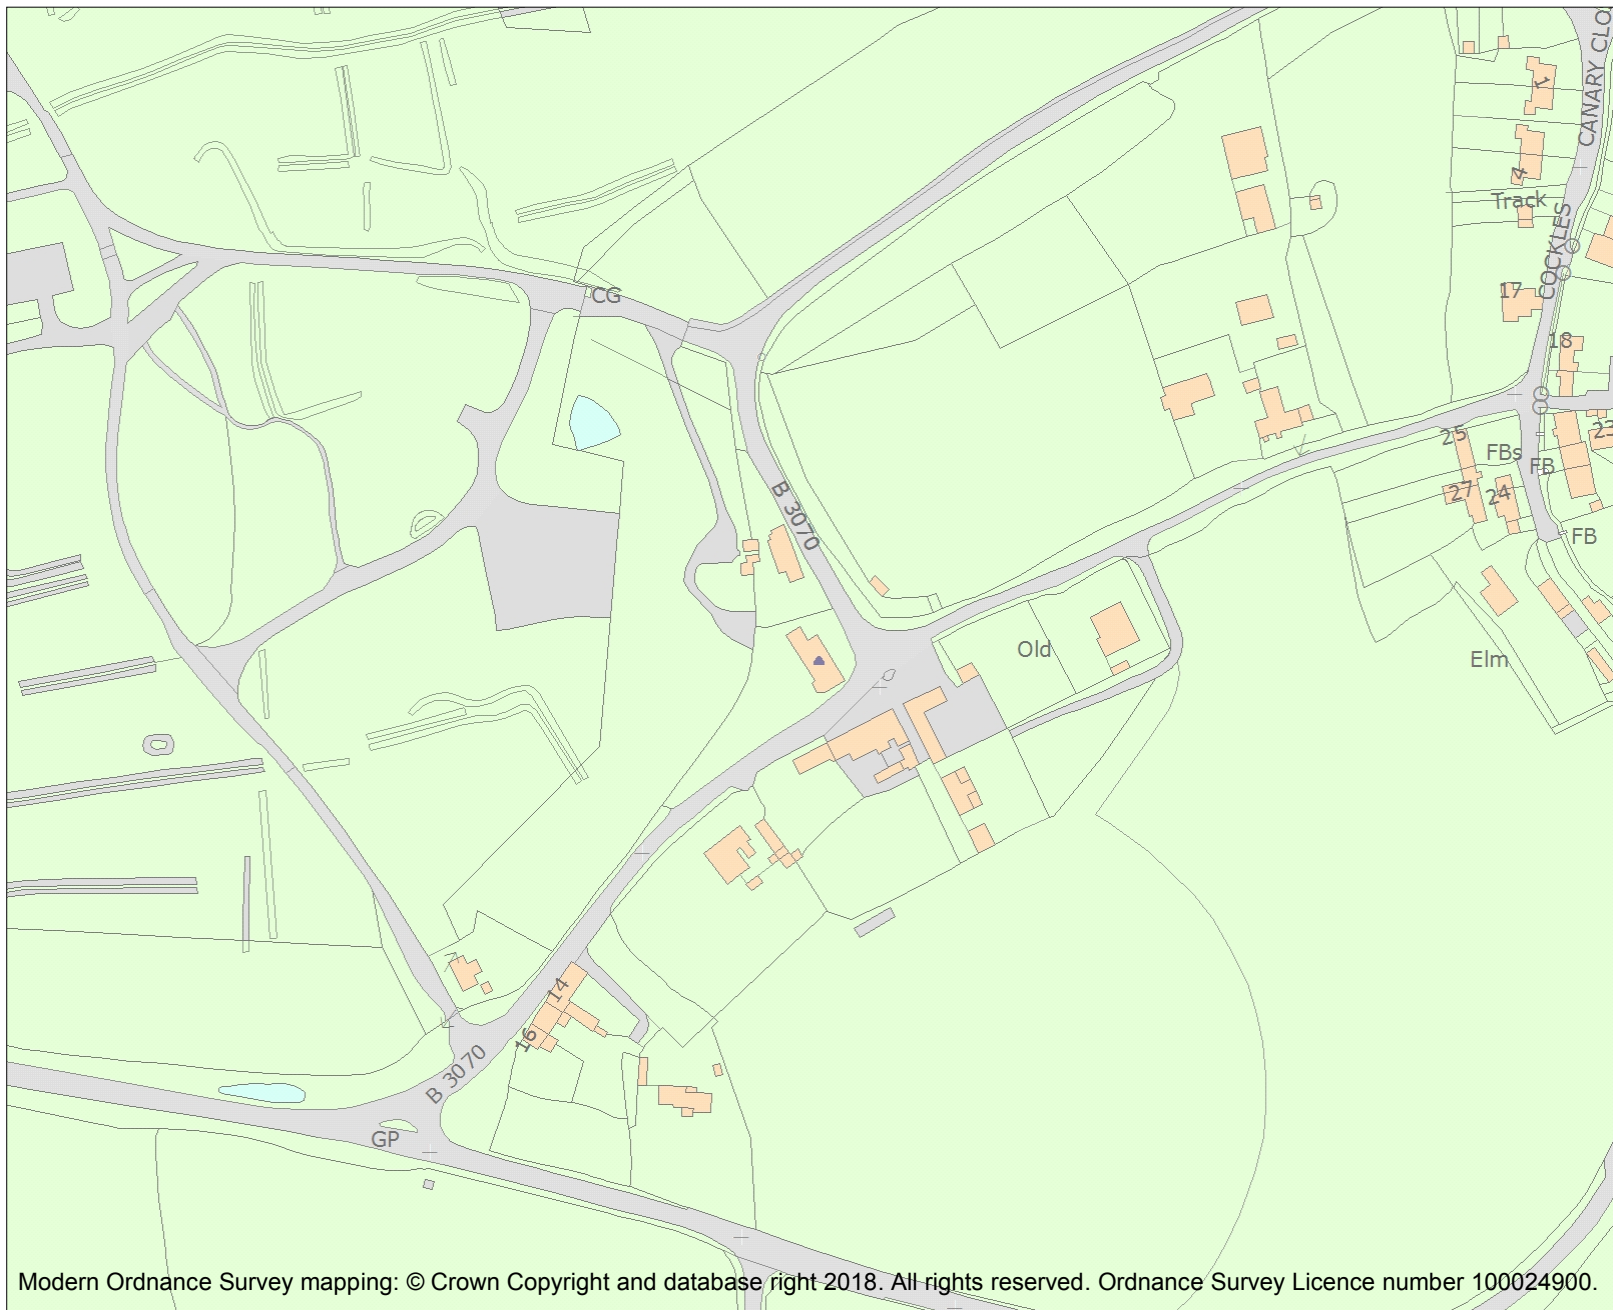 CANARY CLO
1
4
Track
COCKLES
CG
17
18
B 3070
25
FBs
23
FB
27
24
FB
Old
Elm
14
16
B 3070
GP
Modern Ordnance Survey mapping: © Crown Copyright and database right 2018. All rights reserved. Ordnance Survey Licence number 100024900.